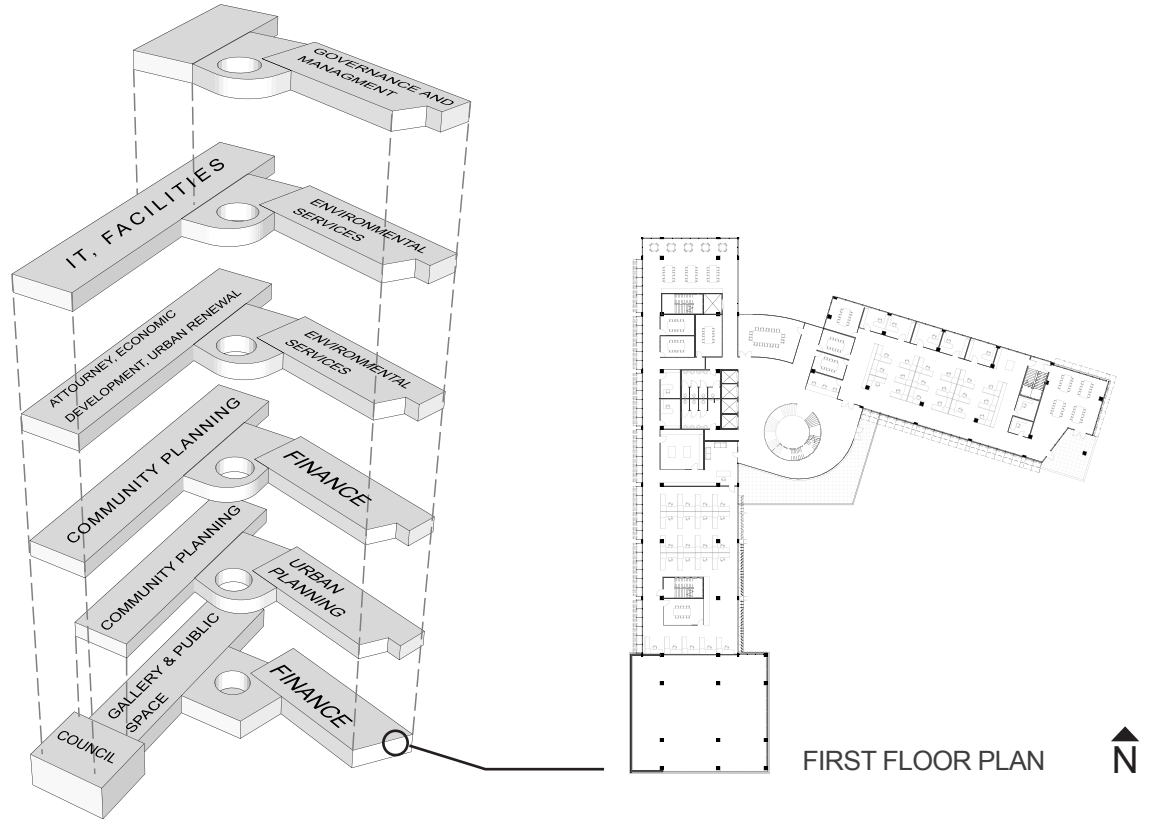 GOVERNANCE AND
MANAGMENT
IT, FACILITIES
ENVIRONMENTAL
SERVICES
ATTOURNEY, ECONOMIC
DEVELOPMENT, URBAN RENEWAL
ENVIRONMENTAL
SERVICES
COMMUNITY PLANNING
FINANCE
COMMUNITY PLANNING
URBAN
PLANNING
GALLERY & PUBLIC
SPACE
FINANCE
COUNCIL
FIRST FLOOR PLAN
N